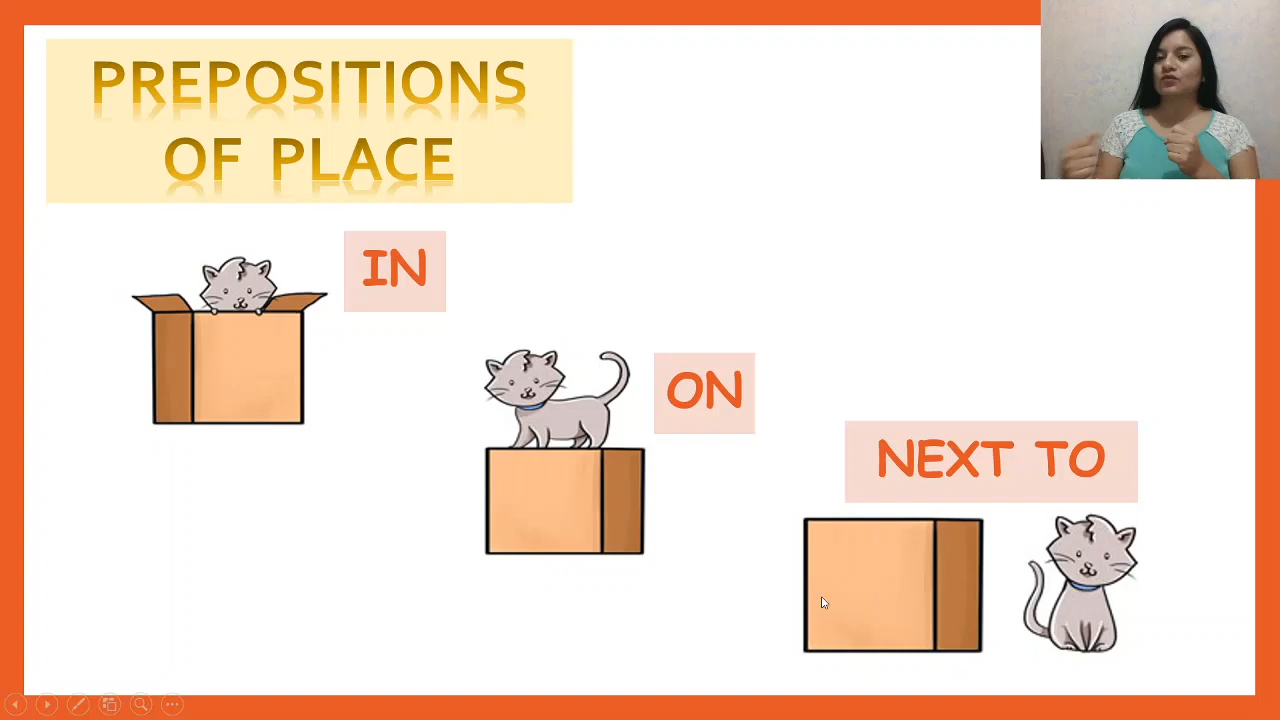 PREPOSITIONS
OF PLACE
IN
ON
NEXT TO